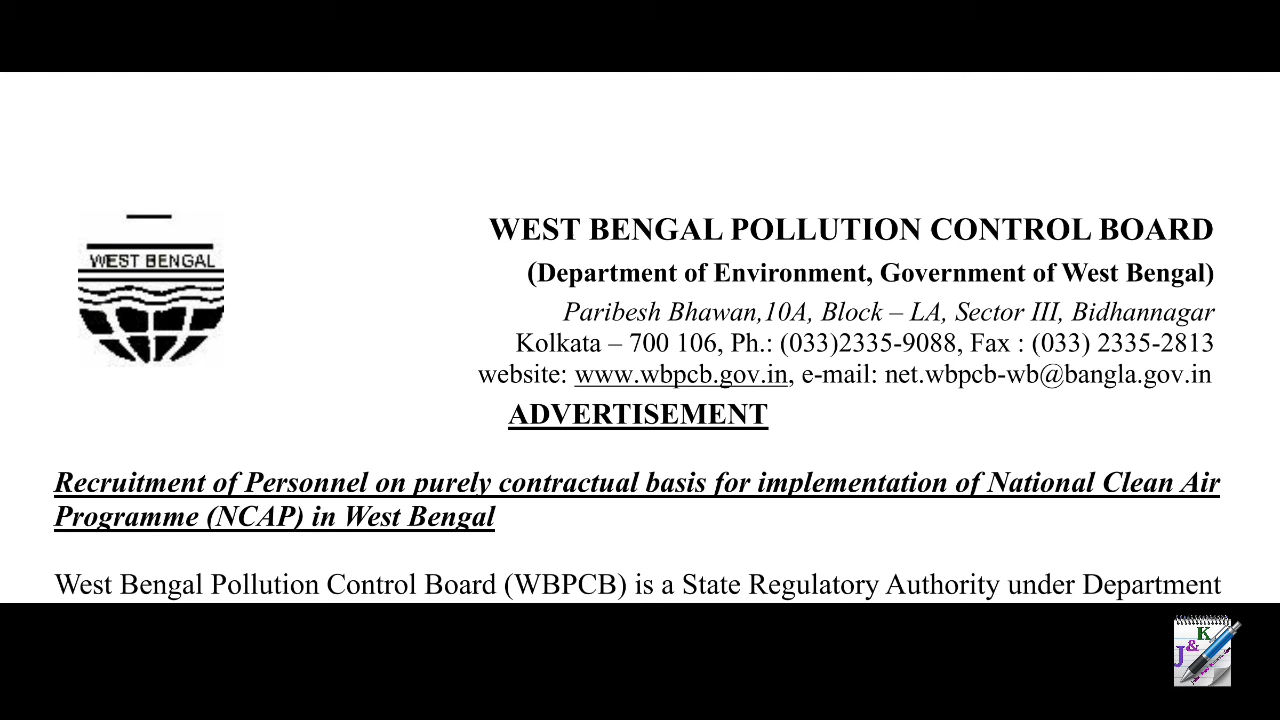 WEST BENGAL
WEST BENGAL POLLUTION CONTROL BOARD
(Department of Environment, Government of West Bengal)
Paribesh Bhawan,10A, Block – LA, Sector III, Bidhannagar
Kolkata – 700 106, Ph.: (033)2335-9088, Fax : (033) 2335-2813
website: www.wbpcb.gov.in, e-mail: net.wbpcb-wb@bangla.gov.in
ADVERTISEMENT
Recruitment of Personnel on purely contractual basis for implementation of National Clean Air
Programme (NCAP) in West Bengal
West Bengal Pollution Control Board (WBPCB) is a State Regulatory Authority under Department
J&K